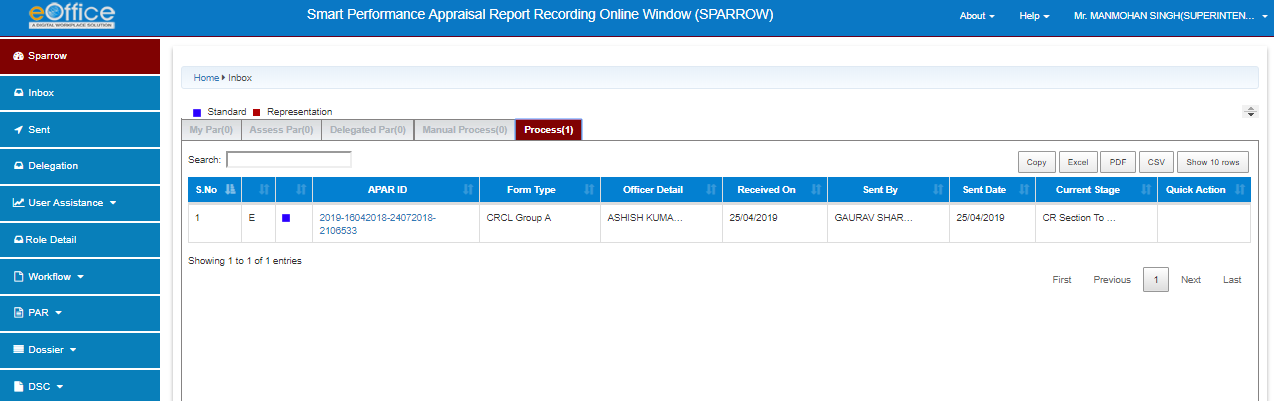 eOffice
A DIGITAL WORKPLACE SOLUTION
Smart Performance Appraisal Report Recording Online Window (SPARROW)
About
Help
Mr. MANMOHAN SINGH(SUPERINTEN...
Sparrow
Inbox
Sent
Delegation
User Assistance
Role Detail
Workflow
PAR
Dossier
DSC
Home Inbox
Standard Representation
My Par(0) Assess Par(0) Delegated Par(0) Manual Process(0) Process(1)
Search:
Copy Excel PDF CSV Show 10 rows
S.No APAR ID Form Type Officer Detail Received On Sent By Sent Date Current Stage Quick Action
1 E 2019-16042018-24072018- CRCL Group A ASHISH KUMA... 25/04/2019 GAURAV SHAR... 25/04/2019 CR Section To ...
2106533
Showing 1 to 1 of 1 entries
First Previous 1 Next Last